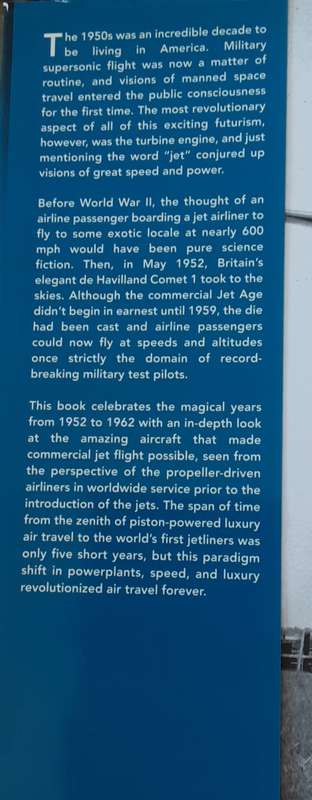 The 1950s was an incredible decade to
be living in America. Military
supersonic flight was now a matter of
routine, and visions of manned space
travel entered the public consciousness
for the first time. The most revolutionary
aspect of all of this exciting futurism,
however, was the turbine engine, and just
mentioning the word “jet” conjured up
visions of great speed and power.
Before World War II, the thought of an
airline passenger boarding a jet airliner to
fly to some exotic locale at nearly 600
mph would have been pure science
fiction. Then, in May 1952, Britain’s
elegant de Havilland Comet 1 took to the
skies. Although the commercial Jet Age
didn’t begin in earnest until 1959, the die
had been cast and airline passengers
could now fly at speeds and altitudes
once strictly the domain of record-
breaking military test pilots.
This book celebrates the magical years
from 1952 to 1962 with an in-depth look
at the amazing aircraft that made
commercial jet flight possible, seen from
the perspective of the propeller-driven
airliners in worldwide service prior to the
introduction of the jets. The span of time
from the zenith of piston-powered luxury
air travel to the world’s first jetliners was
only five short years, but this paradigm
shift in powerplants, speed, and luxury
revolutionized air travel forever.